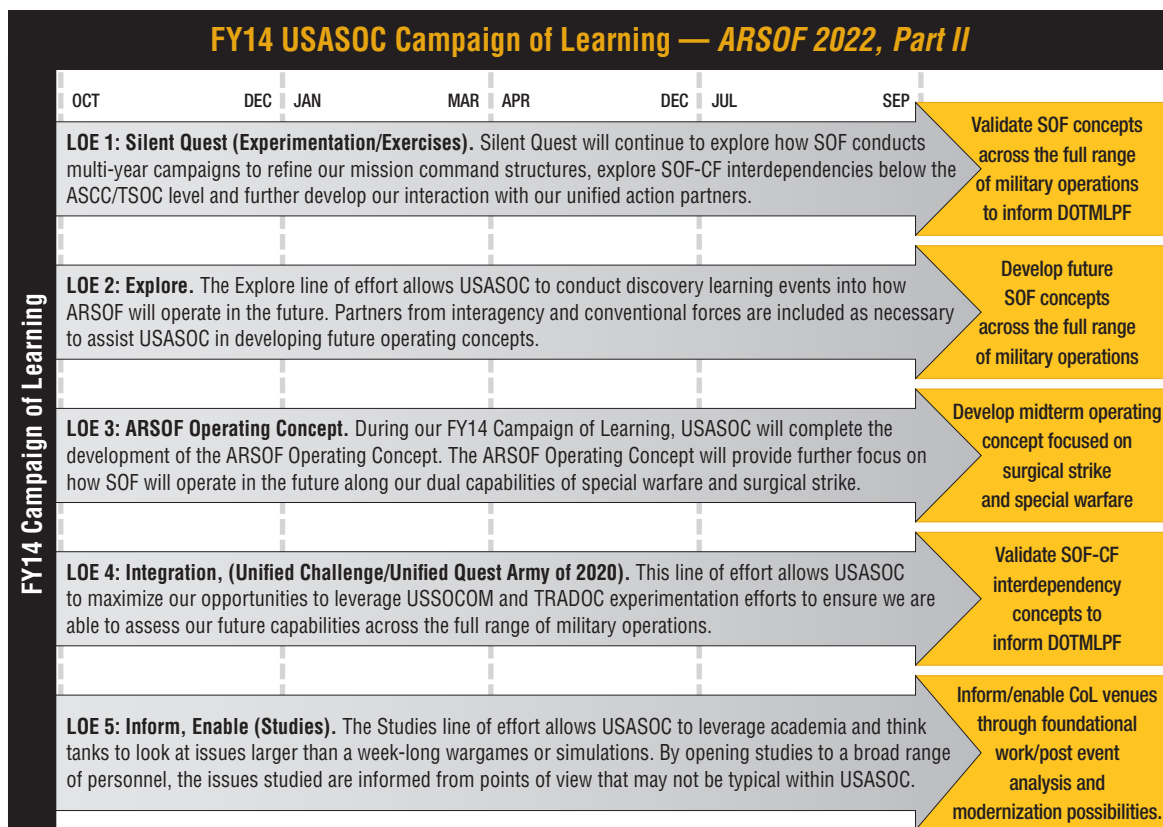 FY14 USASOC Campaign of Learning — ARSOF 2022, Part II
FY14 Campaign of Learning
OCT DEC JAN MAR APR DEC JUL SEP
LOE 1: Silent Quest (Experimentation/Exercises). Silent Quest will continue to explore how SOF conducts
multi-year campaigns to refine our mission command structures, explore SOF-CF interdependencies below the
ASCC/TSOC level and further develop our interaction with our unified action partners.
Validate SOF concepts
across the full range
of military operations
to inform DOTMLPF
LOE 2: Explore. The Explore line of effort allows USASOC to conduct discovery learning events into how
ARSOF will operate in the future. Partners from interagency and conventional forces are included as necessary
to assist USASOC in developing future operating concepts.
Develop future
SOF concepts
across the full range
of military operations
LOE 3: ARSOF Operating Concept. During our FY14 Campaign of Learning, USASOC will complete the
development of the ARSOF Operating Concept. The ARSOF Operating Concept will provide further focus on
how SOF will operate in the future along our dual capabilities of special warfare and surgical strike.
Develop midterm operating
concept focused on
surgical strike
and special warfare
LOE 4: Integration, (Unified Challenge/Unified Quest Army of 2020). This line of effort allows USASOC
to maximize our opportunities to leverage USSOCOM and TRADOC experimentation efforts to ensure we are
able to assess our future capabilities across the full range of military operations.
Validate SOF-CF
interdependency
concepts to
inform DOTMLPF
LOE 5: Inform, Enable (Studies). The Studies line of effort allows USASOC to leverage academia and think
tanks to look at issues larger than a week-long wargames or simulations. By opening studies to a broad range
of personnel, the issues studied are informed from points of view that may not be typical within USASOC.
Inform/enable CoL venues
through foundational
work/post event
analysis and
modernization possibilities.